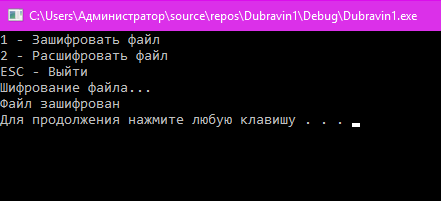 C:\Users\Администратор\source\repos\Dubravin1\Debug\Dubravin1.exe
1 - Зашифровать файл
2 - Расшифровать файл
ESC - Выйти
Шифрование файла...
Файл зашифрован
Для продолжения нажмите любую клавишу . . .